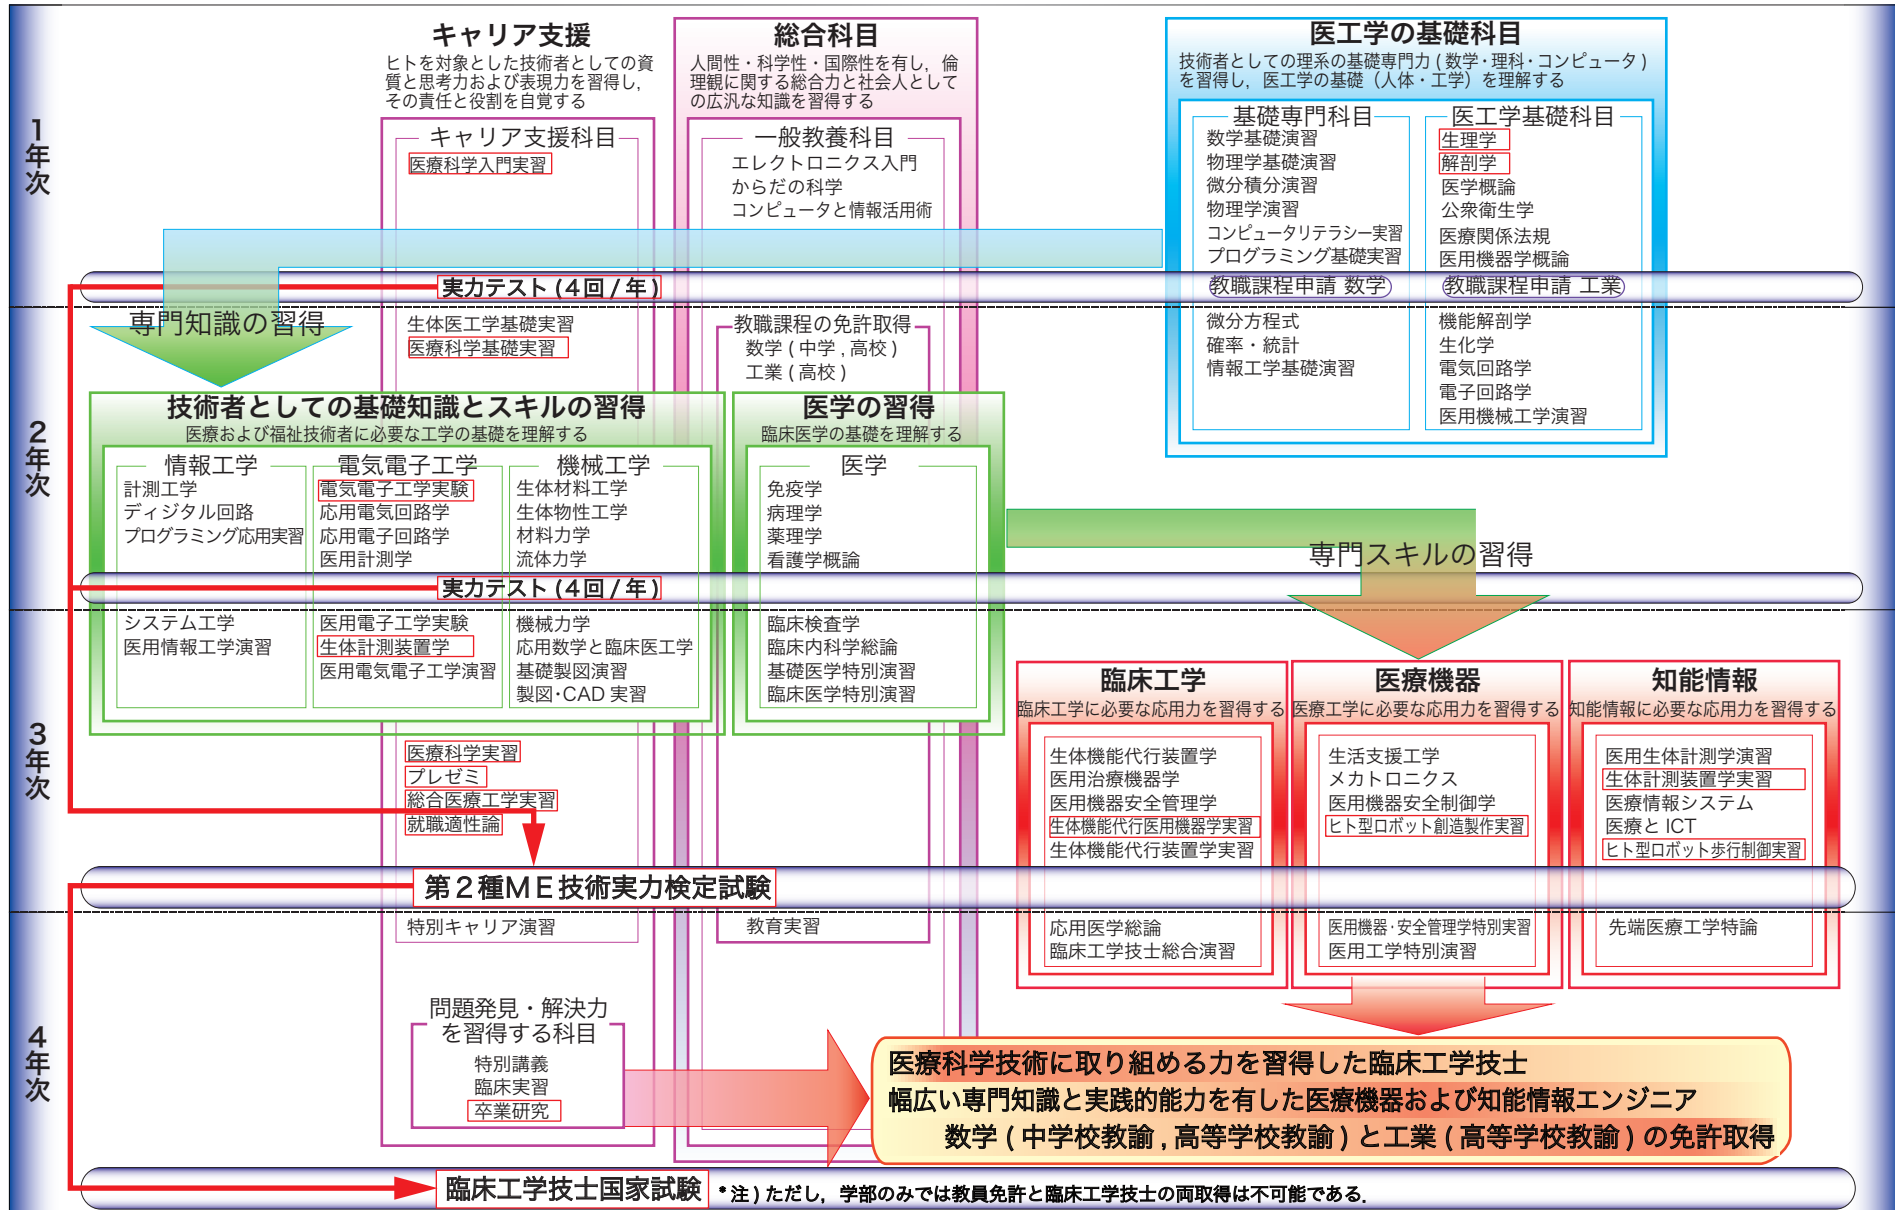 キャリア支援
ヒトを対象とした技術者としての資
質と思考力および表現力を習得し,
その責任と役割を自覚する
総合科目
人間性・科学性・国際性を有し, 倫
理観に関する総合力と社会人として
の広汎な知識を習得する
医工学の基礎科目
技術者としての理系の基礎専門力 ( 数学・理科・コンピュータ )
を習得し, 医工学の基礎（人体・工学）を理解する
1年次
キャリア支援科目
医療科学入門実習
一般教養科目
エレクトロニクス入門
からだの科学
コンピュータと情報活用術
基礎専門科目
数学基礎演習
物理学基礎演習
微分積分演習
物理学演習
コンピュータリテラシー実習
プログラミング基礎実習
教職課程申請 数学
医工学基礎科目
生理学
解剖学
医学概論
公衆衛生学
医療関係法規
医用機器学概論
教職課程申請 工業
実力テスト ( 4 回 / 年 )
2年次
専門知識の習得
生体医工学基礎実習
医療科学基礎実習
教職課程の免許取得
数学 ( 中学 , 高校 )
工業 ( 高校 )
微分方程式
確率・統計
情報工学基礎演習
機能解剖学
生化学
電気回路学
電子回路学
医用機械工学演習
技術者としての基礎知識とスキルの習得
医療および福祉技術者に必要な工学の基礎を理解する
情報工学
計測工学
ディジタル回路
プログラミング応用実習
電気電子工学
電気電子工学実験
応用電気回路学
応用電子回路学
医用計測学
機械工学
生体材料工学
生体物性工学
材料力学
流体力学
医学の習得
臨床医学の基礎を理解する
医学
免疫学
病理学
薬理学
看護学概論
専門スキルの習得
実力テスト ( 4 回 / 年 )
3年次
システム工学
医用情報工学演習
医用電子工学実験
生体計測装置学
医用電気電子工学演習
機械力学
応用数学と臨床医工学
基礎製図演習
製図･CAD 実習
臨床検査学
臨床内科学総論
基礎医学特別演習
臨床医学特別演習
医療科学実習
プレゼミ
総合医療工学実習
就職適性論
臨床工学
臨床工学に必要な応用力を習得する
生体機能代行装置学
医用治療機器学
医用機器安全管理学
生体機能代行医用機器学実習
生体機能代行装置学実習
医療機器
医療工学に必要な応用力を習得する
生活支援工学
メカトロニクス
医用機器安全制御学
ヒト型ロボット創造製作実習
知能情報
知能情報に必要な応用力を習得する
医用生体計測学演習
生体計測装置学実習
医療情報システム
医療と ICT
ヒト型ロボット歩行制御実習
第２種ＭＥ技術実力検定試験
4年次
特別キャリア演習
教育実習
応用医学総論
臨床工学技士総合演習
医用機器･安全管理学特別実習
医用工学特別演習
先端医療工学特論
問題発見・解決力
を習得する科目
特別講義
臨床実習
卒業研究
医療科学技術に取り組める力を習得した臨床工学技士
幅広い専門知識と実践的能力を有した医療機器および知能情報エンジニア
数学 ( 中学校教諭 , 高等学校教諭 ) と工業 ( 高等学校教諭 ) の免許取得
臨床工学技士国家試験
*注 ) ただし, 学部のみでは教員免許と臨床工学技士の両取得は不可能である.